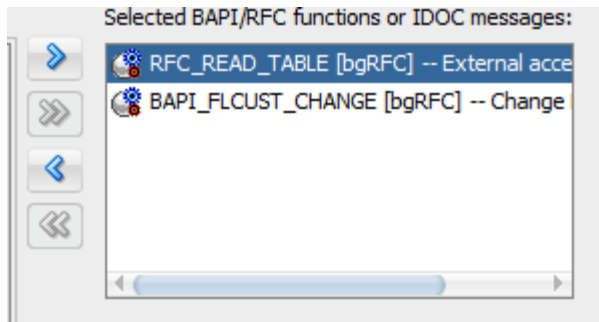 Selected BAPI/RFC functions or IDOC messages:
RFC_READ_TABLE [bgRFC] -- External acce
BAPI_FLCUST_CHANGE [bgRFC] -- Change